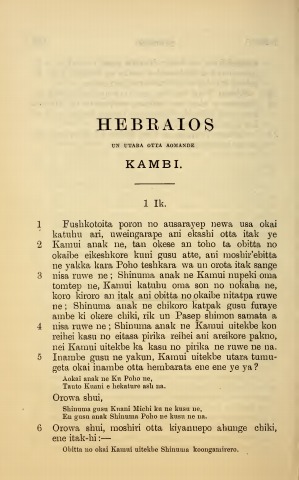 HEBRAIOS
UN UTARA OTTA AOMANDE
KAMBI.
1 Ik.
1 Fushkotoita poron no ausarayep newa usa okai
katuhu ari, uweingarape ani ekashi otta itak ye
2 Kamui anak ne, tan okese an toho ta obitta no
okaibe eikeshkore kuni gusu atte, ani moshir'ebitta
ne yakka kara Poho teshkara wa un orota itak sange
3 nisa ruwe ne; Shinuma anak ne Kamui nupeki oma
tomtep ne, Kamui katuhu oma son no nokaha ne,
koro kiroro an itak ani obitta no okaibe nitatpa ruwe
ne; Shinuma anak ne chikoro katpak gusu furaye
ambe ki okere chiki, rik un Pasep shimon samata a
4 nisa ruwe ne; Shinuma anak ne Kamui uitekbe kon
reihei kasu no eitasa pirika reihei ani areikore pakno,
nei Kamui uitekbe ka kasu no pirika ne ruwe ne na.
5 Inambe gusu ne yakun, Kamui uitekbe utara tumu-
geta okai inambe otta hembarata ene ene ye ya?
Aokai anak ne Ku Poho ne,
Tanto Kuani e hekature ash na.
Orowa shui,
Shinuma gusu Kuani Michi ka ne kusu ne,
Eu gusu anak Shinuma Poho ne kusu ne na.
6 Orowa shui, moshiri otta kiyannepo ahunge chiki,
ene itak-hi:—
Obitta no okai Kamui uitekbe Shinuma koongamirero.